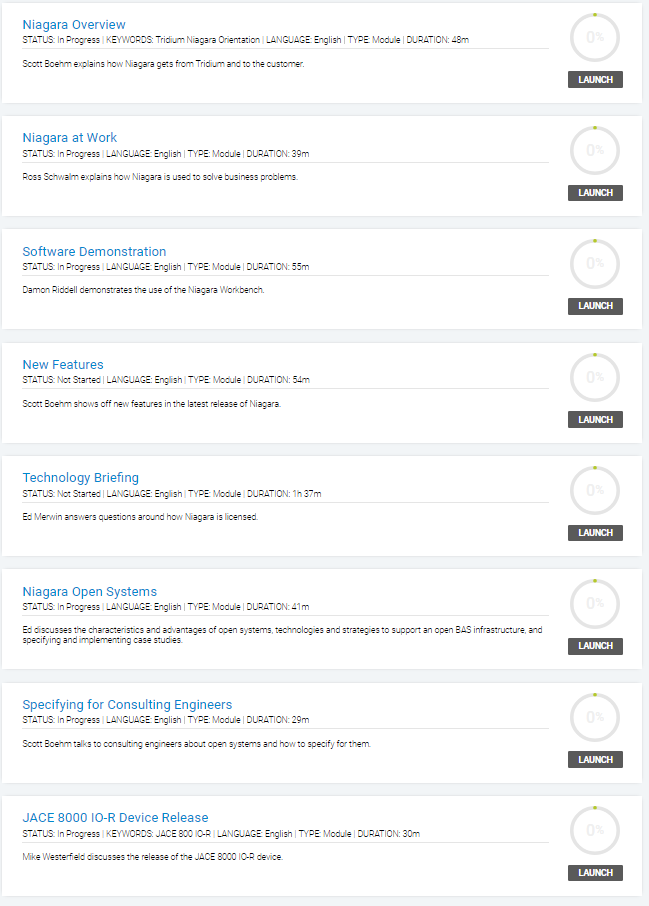 Niagara Overview
STATUS: In Progress | KEYWORDS: Tridium Niagara Orientation | LANGUAGE: English | TYPE: Module | DURATION: 48m
Scott Boehm explains how Niagara gets from Tridium and to the customer.
0%
LAUNCH
Niagara at Work
STATUS: In Progress | LANGUAGE: English | TYPE: Module | DURATION: 39m
Ross Schwalm explains how Niagara is used to solve business problems.
0%
LAUNCH
Software Demonstration
STATUS: In Progress | LANGUAGE: English | TYPE: Module | DURATION: 55m
Damon Riddell demonstrates the use of the Niagara Workbench.
0%
LAUNCH
New Features
STATUS: Not Started | LANGUAGE: English | TYPE: Module | DURATION: 54m
Scott Boehm shows off new features in the latest release of Niagara.
0%
LAUNCH
Technology Briefing
STATUS: Not Started | LANGUAGE: English | TYPE: Module | DURATION: 1h 37m
Ed Merwin answers questions around how Niagara is licensed.
0%
LAUNCH
Niagara Open Systems
STATUS: In Progress | LANGUAGE: English | TYPE: Module | DURATION: 41m
Ed discusses the characteristics and advantages of open systems, technologies and strategies to support an open BAS infrastructure, and
specifying and implementing case studies.
0%
LAUNCH
Specifying for Consulting Engineers
STATUS: In Progress | LANGUAGE: English | TYPE: Module | DURATION: 29m
Scott Boehm talks to consulting engineers about open systems and how to specify for them.
0%
LAUNCH
JACE 8000 IO-R Device Release
STATUS: In Progress | KEYWORDS: JACE 800 IO-R | LANGUAGE: English | TYPE: Module | DURATION: 30m
Mike Westerfield discusses the release of the JACE 8000 IO-R device.
0%
LAUNCH